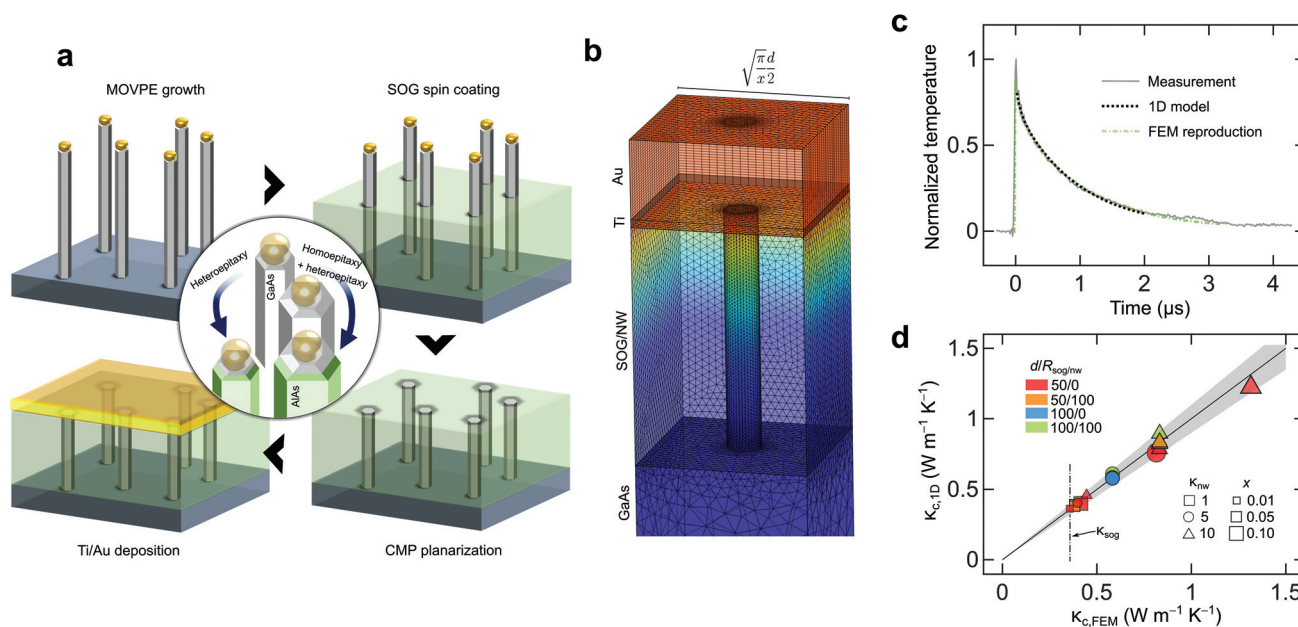 a
MOVPE growth
SOG spin coating
Heteroepitaxy
GaAs
Homoepitaxy
+ heteroepitaxy
AlAs
Ti/Au deposition
CMP planarization
b
√(π/x) d/2
Au
Ti
SOG/NW
GaAs
c
Normalized temperature
1
0.5
0
Measurement
1D model
FEM reproduction
0 1 2 3 4
Time (µs)
d
κc,1D (W m⁻¹ K⁻¹)
1.5
1.0
0.5
0
d/Rsog/nw
50/0
50/100
100/0
100/100
κsog
κnw x
1 0.01
5 0.05
10 0.10
0 0.5 1 1.5
κc,FEM (W m⁻¹ K⁻¹)